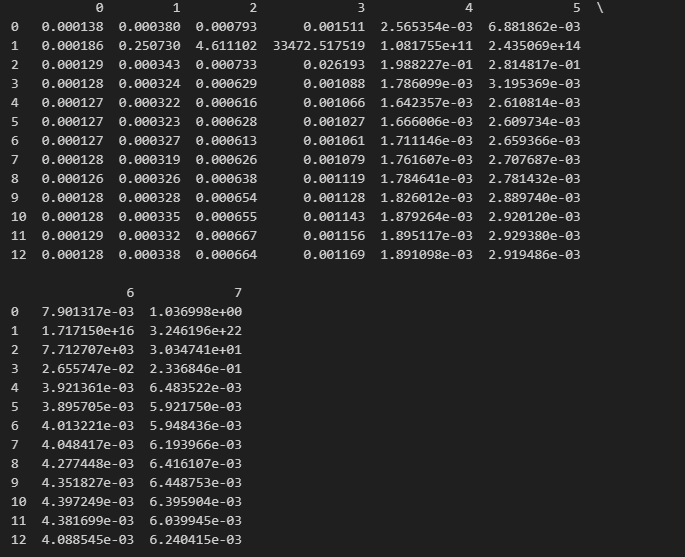 0 1 2 3 4 5 \
0 0.000138 0.000380 0.000793 0.001511 2.565354e-03 6.881862e-03
1 0.000186 0.250730 4.611102 33472.517519 1.081755e+11 2.435069e+14
2 0.000129 0.000343 0.000733 0.026193 1.988227e-01 2.814817e-01
3 0.000128 0.000324 0.000629 0.001088 1.786099e-03 3.195369e-03
4 0.000127 0.000322 0.000616 0.001066 1.642357e-03 2.610814e-03
5 0.000127 0.000323 0.000628 0.001027 1.666006e-03 2.609734e-03
6 0.000127 0.000327 0.000613 0.001061 1.711146e-03 2.659366e-03
7 0.000128 0.000319 0.000626 0.001079 1.761607e-03 2.707687e-03
8 0.000126 0.000326 0.000638 0.001119 1.784641e-03 2.781432e-03
9 0.000128 0.000328 0.000654 0.001128 1.826012e-03 2.889740e-03
10 0.000128 0.000335 0.000655 0.001143 1.879264e-03 2.920120e-03
11 0.000129 0.000332 0.000667 0.001156 1.895117e-03 2.929380e-03
12 0.000128 0.000338 0.000664 0.001169 1.891098e-03 2.919486e-03
6 7
0 7.901317e-03 1.036998e+00
1 1.717150e+16 3.246196e+22
2 7.712707e+03 3.034741e+01
3 2.655747e-02 2.336846e-01
4 3.921361e-03 6.483522e-03
5 3.895705e-03 5.921750e-03
6 4.013221e-03 5.948436e-03
7 4.048417e-03 6.193966e-03
8 4.277448e-03 6.416107e-03
9 4.351827e-03 6.448753e-03
10 4.397249e-03 6.395904e-03
11 4.381699e-03 6.039945e-03
12 4.088545e-03 6.240415e-03